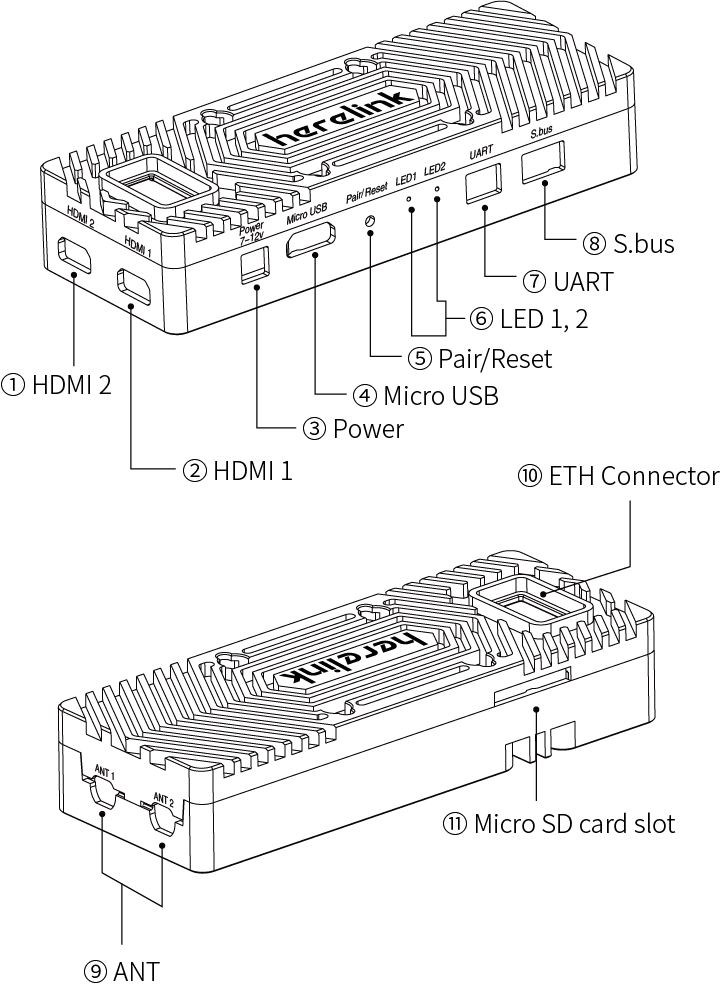 herelink
S.bus
UART
LED2
LED1
Pair/Reset
Micro USB
Power
7-12v
HDMI 2
HDMI 1
⑧ S.bus
⑦ UART
⑥ LED 1, 2
⑤ Pair/Reset
① HDMI 2
④ Micro USB
③ Power
② HDMI 1
⑩ ETH Connector
herelink
ANT 1
ANT 2
⑪ Micro SD card slot
⑨ ANT